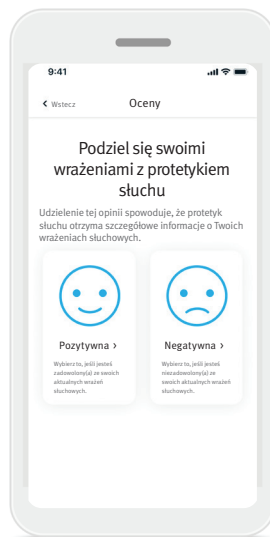 9:41
Wstecz
Oceny
Podziel się swoimi
wrażeniami z protetykiem
słuchu
Udzielenie tej opinii spowoduje, że protetyk
słuchu otrzyma szczegółowe informacje o Twoich
wrażeniach słuchowych.
Pozytywna ›
Wybierz to, jeśli jesteś
zadowolony(a) ze swoich
aktualnych wrażeń
słuchowych.
Negatywna ›
Wybierz to, jeśli jesteś
niezadowolony(a) ze
swoich aktualnych wrażeń
słuchowych.